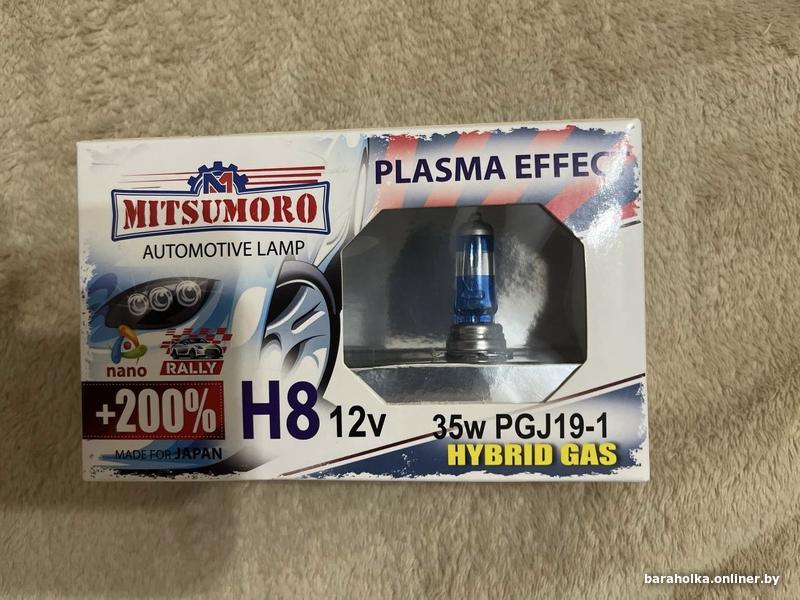 PLASMA EFFECT
M
MITSUMORO
AUTOMOTIVE LAMP
nano
RALLY
+200%
H8 12v
35w PGJ19-1
MADE FOR JAPAN
HYBRID GAS
baraholka.onliner.by